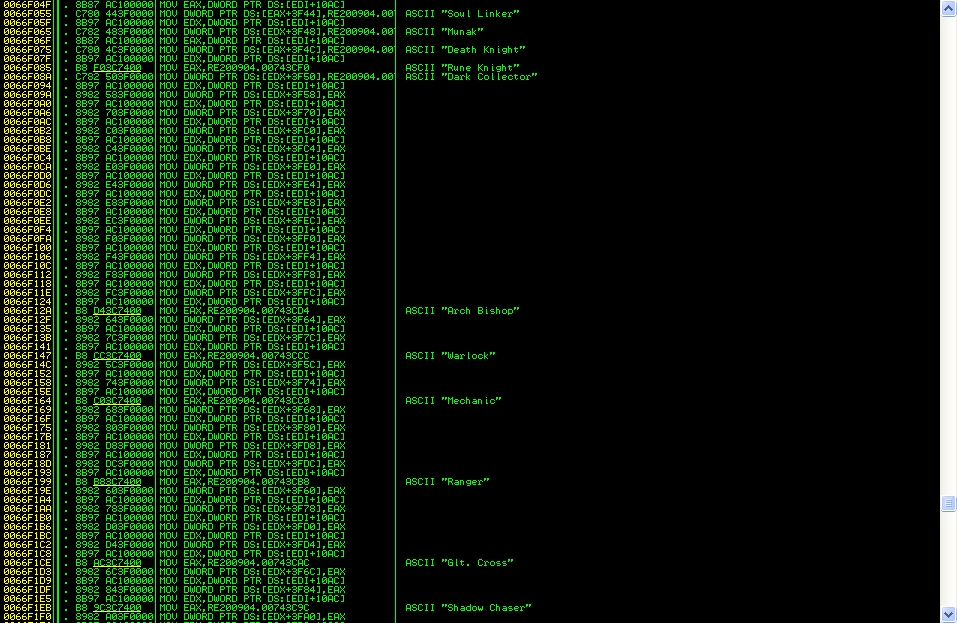 0066F04F . 8B87 AC100000 MOV EAX,DWORD PTR DS:[EDI+10AC]
0066F055 . C780 443F0000 MOV DWORD PTR DS:[EAX+3F44],RE200904.007 ASCII "Soul Linker"
0066F05F . 8B97 AC100000 MOV EDX,DWORD PTR DS:[EDI+10AC]
0066F065 . C782 483F0000 MOV DWORD PTR DS:[EDX+3F48],RE200904.007 ASCII "Munak"
0066F06F . 8B87 AC100000 MOV EAX,DWORD PTR DS:[EDI+10AC]
0066F075 . C780 4C3F0000 MOV DWORD PTR DS:[EAX+3F4C],RE200904.007 ASCII "Death Knight"
0066F07F . 8B97 AC100000 MOV EDX,DWORD PTR DS:[EDI+10AC]
0066F085 . B8 F03C7400 MOV EAX,RE200904.00743CF0 ASCII "Rune Knight"
0066F08A . C782 503F0000 MOV DWORD PTR DS:[EDX+3F50],RE200904.007 ASCII "Dark Collector"
0066F094 . 8B97 AC100000 MOV EDX,DWORD PTR DS:[EDI+10AC]
0066F09A . 8982 583F0000 MOV DWORD PTR DS:[EDX+3F58],EAX
0066F0A0 . 8B97 AC100000 MOV EDX,DWORD PTR DS:[EDI+10AC]
0066F0A6 . 8982 703F0000 MOV DWORD PTR DS:[EDX+3F70],EAX
0066F0AC . 8B97 AC100000 MOV EDX,DWORD PTR DS:[EDI+10AC]
0066F0B2 . 8982 C03F0000 MOV DWORD PTR DS:[EDX+3FC0],EAX
0066F0B8 . 8B97 AC100000 MOV EDX,DWORD PTR DS:[EDI+10AC]
0066F0BE . 8982 C43F0000 MOV DWORD PTR DS:[EDX+3FC4],EAX
0066F0C4 . 8B97 AC100000 MOV EDX,DWORD PTR DS:[EDI+10AC]
0066F0CA . 8982 E03F0000 MOV DWORD PTR DS:[EDX+3FE0],EAX
0066F0D0 . 8B97 AC100000 MOV EDX,DWORD PTR DS:[EDI+10AC]
0066F0D6 . 8982 E43F0000 MOV DWORD PTR DS:[EDX+3FE4],EAX
0066F0DC . 8B97 AC100000 MOV EDX,DWORD PTR DS:[EDI+10AC]
0066F0E2 . 8982 E83F0000 MOV DWORD PTR DS:[EDX+3FE8],EAX
0066F0E8 . 8B97 AC100000 MOV EDX,DWORD PTR DS:[EDI+10AC]
0066F0EE . 8982 EC3F0000 MOV DWORD PTR DS:[EDX+3FEC],EAX
0066F0F4 . 8B97 AC100000 MOV EDX,DWORD PTR DS:[EDI+10AC]
0066F0FA . 8982 F03F0000 MOV DWORD PTR DS:[EDX+3FF0],EAX
0066F100 . 8B97 AC100000 MOV EDX,DWORD PTR DS:[EDI+10AC]
0066F106 . 8982 F43F0000 MOV DWORD PTR DS:[EDX+3FF4],EAX
0066F10C . 8B97 AC100000 MOV EDX,DWORD PTR DS:[EDI+10AC]
0066F112 . 8982 F83F0000 MOV DWORD PTR DS:[EDX+3FF8],EAX
0066F118 . 8B97 AC100000 MOV EDX,DWORD PTR DS:[EDI+10AC]
0066F11E . 8982 FC3F0000 MOV DWORD PTR DS:[EDX+3FFC],EAX
0066F124 . 8B97 AC100000 MOV EDX,DWORD PTR DS:[EDI+10AC]
0066F12A . B8 D43C7400 MOV EAX,RE200904.00743CD4 ASCII "Arch Bishop"
0066F12F . 8982 643F0000 MOV DWORD PTR DS:[EDX+3F64],EAX
0066F135 . 8B97 AC100000 MOV EDX,DWORD PTR DS:[EDI+10AC]
0066F13B . 8982 7C3F0000 MOV DWORD PTR DS:[EDX+3F7C],EAX
0066F141 . 8B97 AC100000 MOV EDX,DWORD PTR DS:[EDI+10AC]
0066F147 . B8 CC3C7400 MOV EAX,RE200904.00743CCC ASCII "Warlock"
0066F14C . 8982 5C3F0000 MOV DWORD PTR DS:[EDX+3F5C],EAX
0066F152 . 8B97 AC100000 MOV EDX,DWORD PTR DS:[EDI+10AC]
0066F158 . 8982 743F0000 MOV DWORD PTR DS:[EDX+3F74],EAX
0066F15E . 8B97 AC100000 MOV EDX,DWORD PTR DS:[EDI+10AC]
0066F164 . B8 C03C7400 MOV EAX,RE200904.00743CC0 ASCII "Mechanic"
0066F169 . 8982 683F0000 MOV DWORD PTR DS:[EDX+3F68],EAX
0066F16F . 8B97 AC100000 MOV EDX,DWORD PTR DS:[EDI+10AC]
0066F175 . 8982 803F0000 MOV DWORD PTR DS:[EDX+3F80],EAX
0066F17B . 8B97 AC100000 MOV EDX,DWORD PTR DS:[EDI+10AC]
0066F181 . 8982 D83F0000 MOV DWORD PTR DS:[EDX+3FD8],EAX
0066F187 . 8B97 AC100000 MOV EDX,DWORD PTR DS:[EDI+10AC]
0066F18D . 8982 DC3F0000 MOV DWORD PTR DS:[EDX+3FDC],EAX
0066F193 . 8B97 AC100000 MOV EDX,DWORD PTR DS:[EDI+10AC]
0066F199 . B8 B83C7400 MOV EAX,RE200904.00743CB8 ASCII "Ranger"
0066F19E . 8982 603F0000 MOV DWORD PTR DS:[EDX+3F60],EAX
0066F1A4 . 8B97 AC100000 MOV EDX,DWORD PTR DS:[EDI+10AC]
0066F1AA . 8982 783F0000 MOV DWORD PTR DS:[EDX+3F78],EAX
0066F1B0 . 8B97 AC100000 MOV EDX,DWORD PTR DS:[EDI+10AC]
0066F1B6 . 8982 D03F0000 MOV DWORD PTR DS:[EDX+3FD0],EAX
0066F1BC . 8B97 AC100000 MOV EDX,DWORD PTR DS:[EDI+10AC]
0066F1C2 . 8982 D43F0000 MOV DWORD PTR DS:[EDX+3FD4],EAX
0066F1C8 . 8B97 AC100000 MOV EDX,DWORD PTR DS:[EDI+10AC]
0066F1CE . B8 AC3C7400 MOV EAX,RE200904.00743CAC ASCII "Glt. Cross"
0066F1D3 . 8982 6C3F0000 MOV DWORD PTR DS:[EDX+3F6C],EAX
0066F1D9 . 8B97 AC100000 MOV EDX,DWORD PTR DS:[EDI+10AC]
0066F1DF . 8982 843F0000 MOV DWORD PTR DS:[EDX+3F84],EAX
0066F1E5 . 8B97 AC100000 MOV EDX,DWORD PTR DS:[EDI+10AC]
0066F1EB . B8 9C3C7400 MOV EAX,RE200904.00743C9C ASCII "Shadow Chaser"
0066F1F0 . 8982 A03F0000 MOV DWORD PTR DS:[EDX+3FA0],EAX